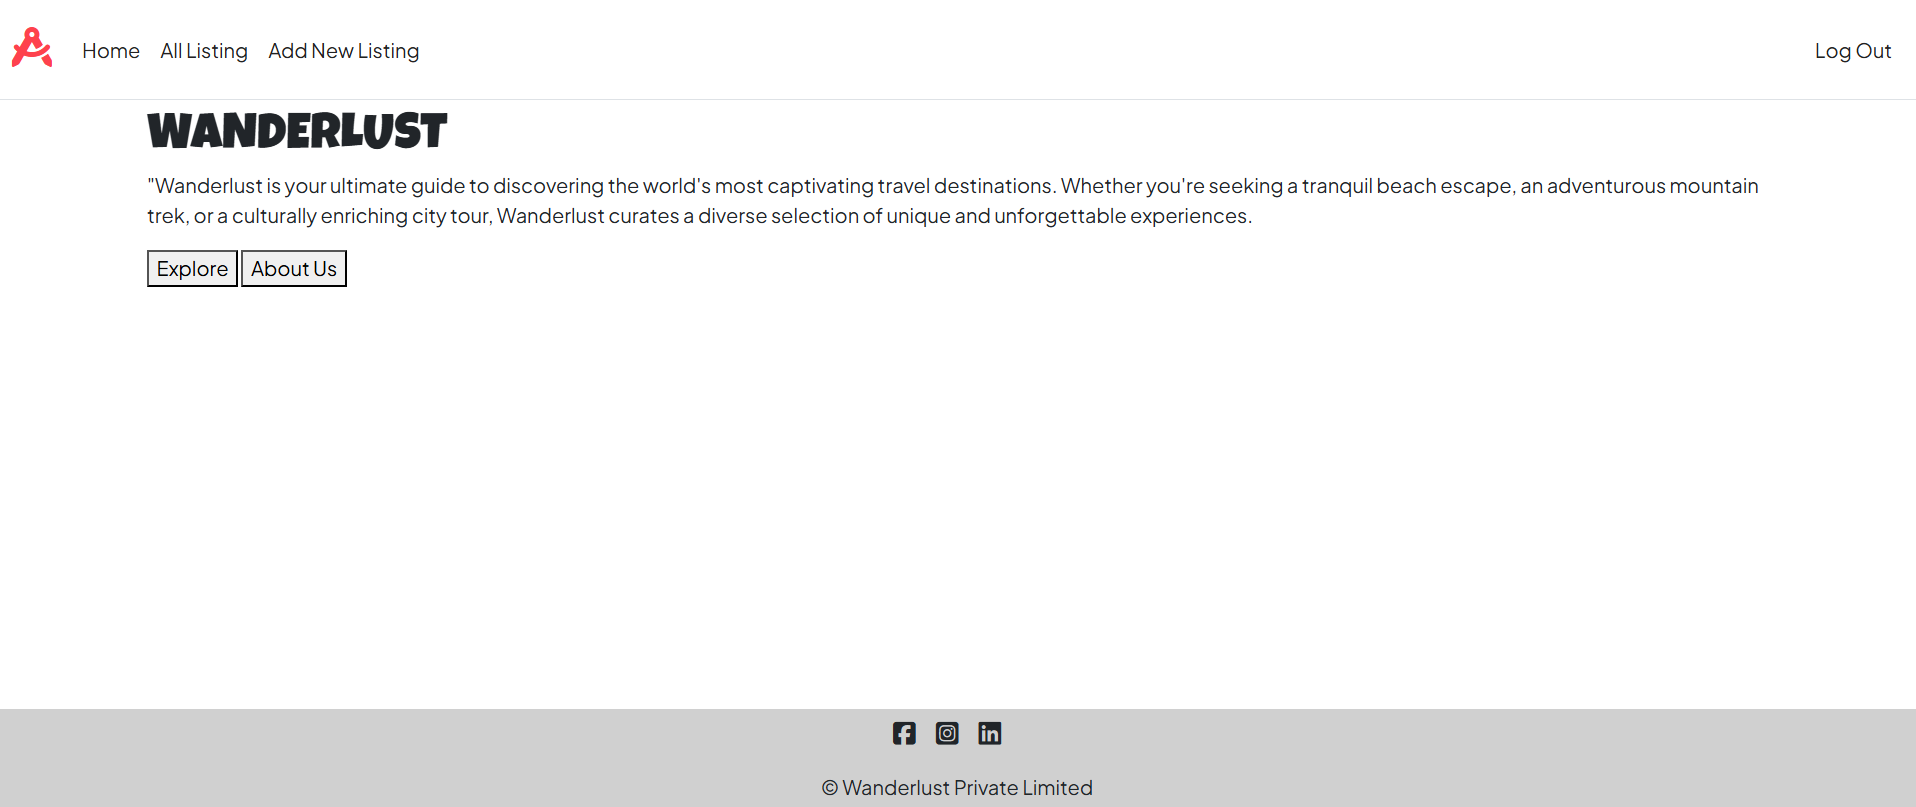 Home All Listing Add New Listing Log Out
WANDERLUST
"Wanderlust is your ultimate guide to discovering the world's most captivating travel destinations. Whether you're seeking a tranquil beach escape, an adventurous mountain
trek, or a culturally enriching city tour, Wanderlust curates a diverse selection of unique and unforgettable experiences.
Explore About Us
© Wanderlust Private Limited